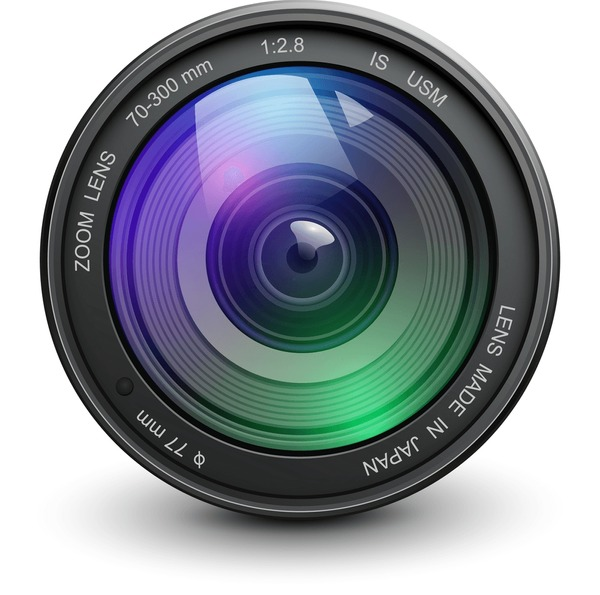 ZOOM LENS
70-300 mm
1:2.8
IS USM
LENS MADE IN JAPAN
ϕ 77 mm